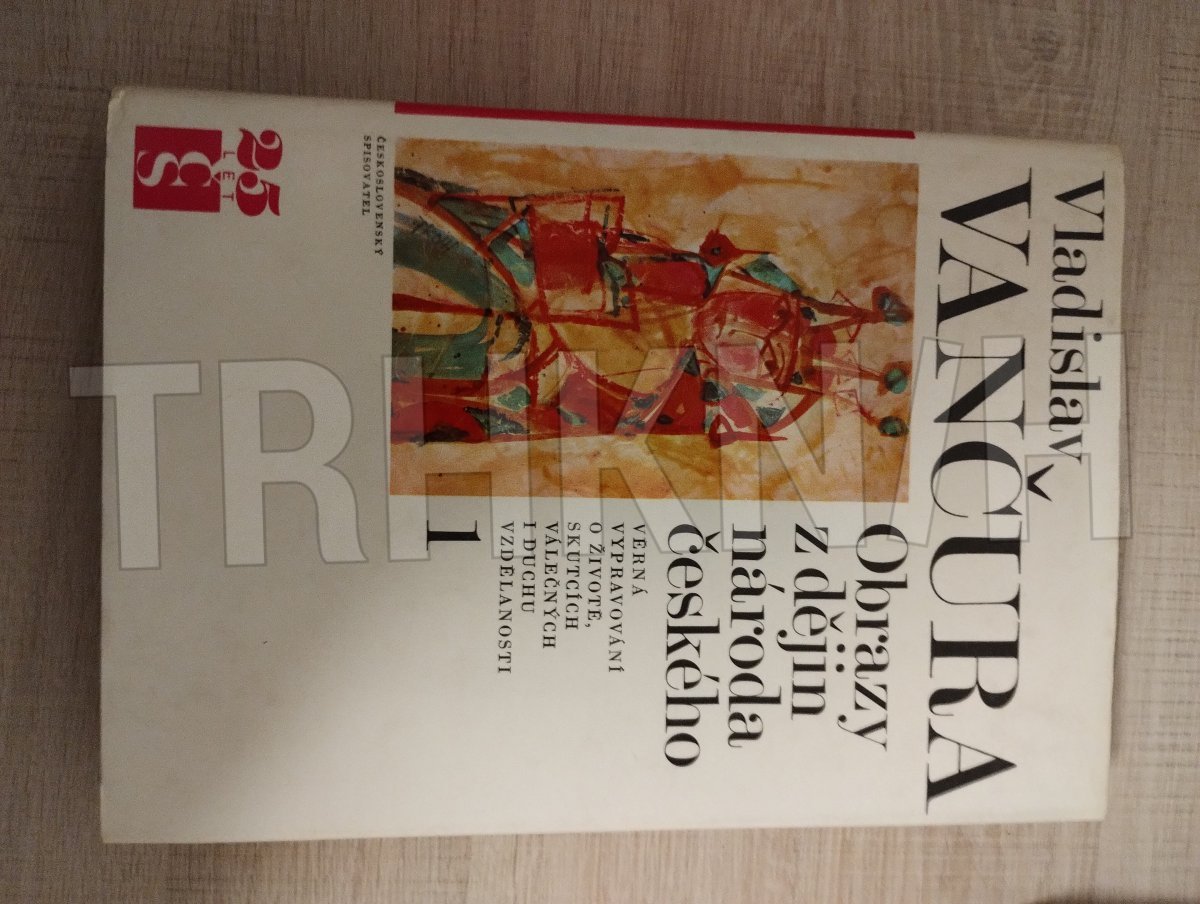 Vladislav
VANČURA
Obrazy
z dějin
národa
českého
VĚRNÁ
VYPRAVOVÁNÍ
O ŽIVOTĚ,
SKUTCÍCH
VÁLEČNÝCH
I DUCHU
VZDĚLANOSTI
1
ČESKOSLOVENSKÝ
SPISOVATEL
25
LET
čs
TRHKNIH